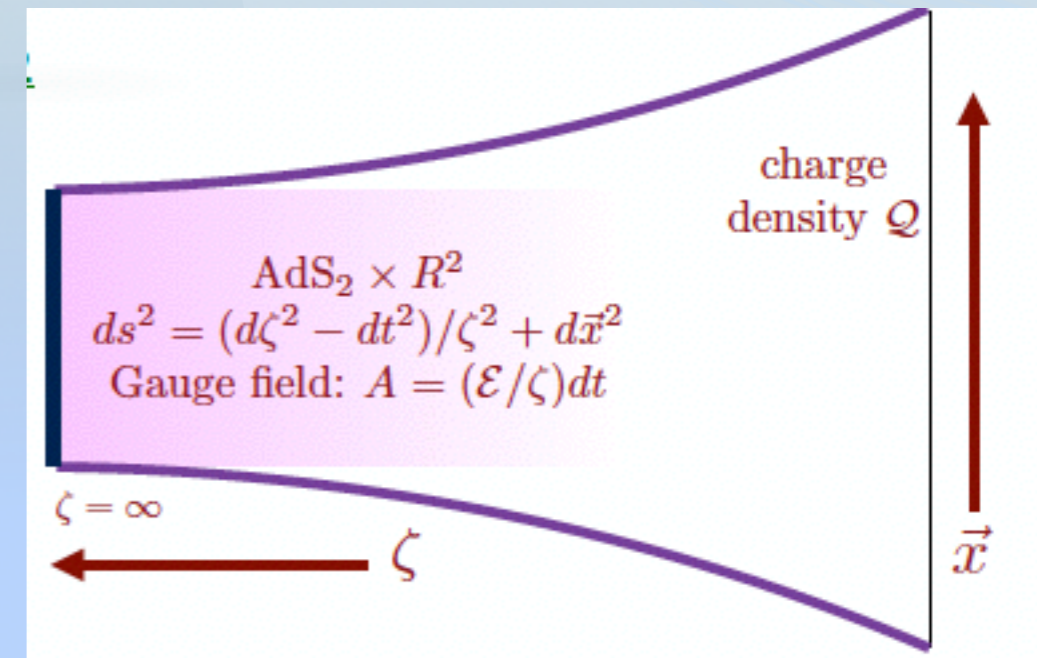 charge
density 𝒬
AdS₂ × R²
ds² = (dζ² − dt²)/ζ² + dx⃗²
Gauge field: A = (ℰ/ζ)dt
ζ = ∞
ζ
x⃗